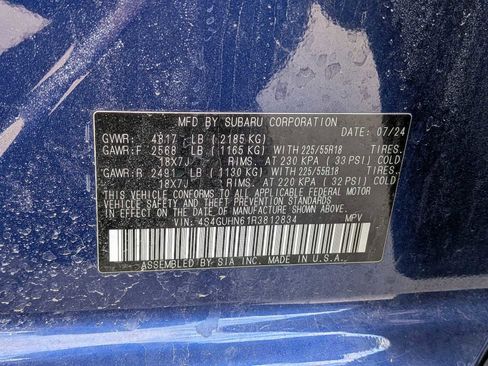 MFD BY SUBARU CORPORATION
DATE: 07/24
GVWR: 4817 LB (2185 KG)
GAWR:F 2568 LB (1165 KG) WITH 225/55R18 TIRES,
18X7J RIMS, AT 230 KPA ( 33 PSI) COLD
GAWR:R 2491 LB (1130 KG) WITH 225/55R18 TIRES,
18X7J RIMS, AT 220 KPA ( 32 PSI) COLD
THIS VEHICLE CONFORMS TO ALL APPLICABLE FEDERAL MOTOR
VEHICLE SAFETY AND THEFT PREVENTION STANDARDS IN
EFFECT ON THE DATE OF MANUFACTURE SHOWN ABOVE.
VIN: 4S4GUHN61R3812834 MPV
ASSEMBLED BY SIA INC. MADE IN U.S.A.